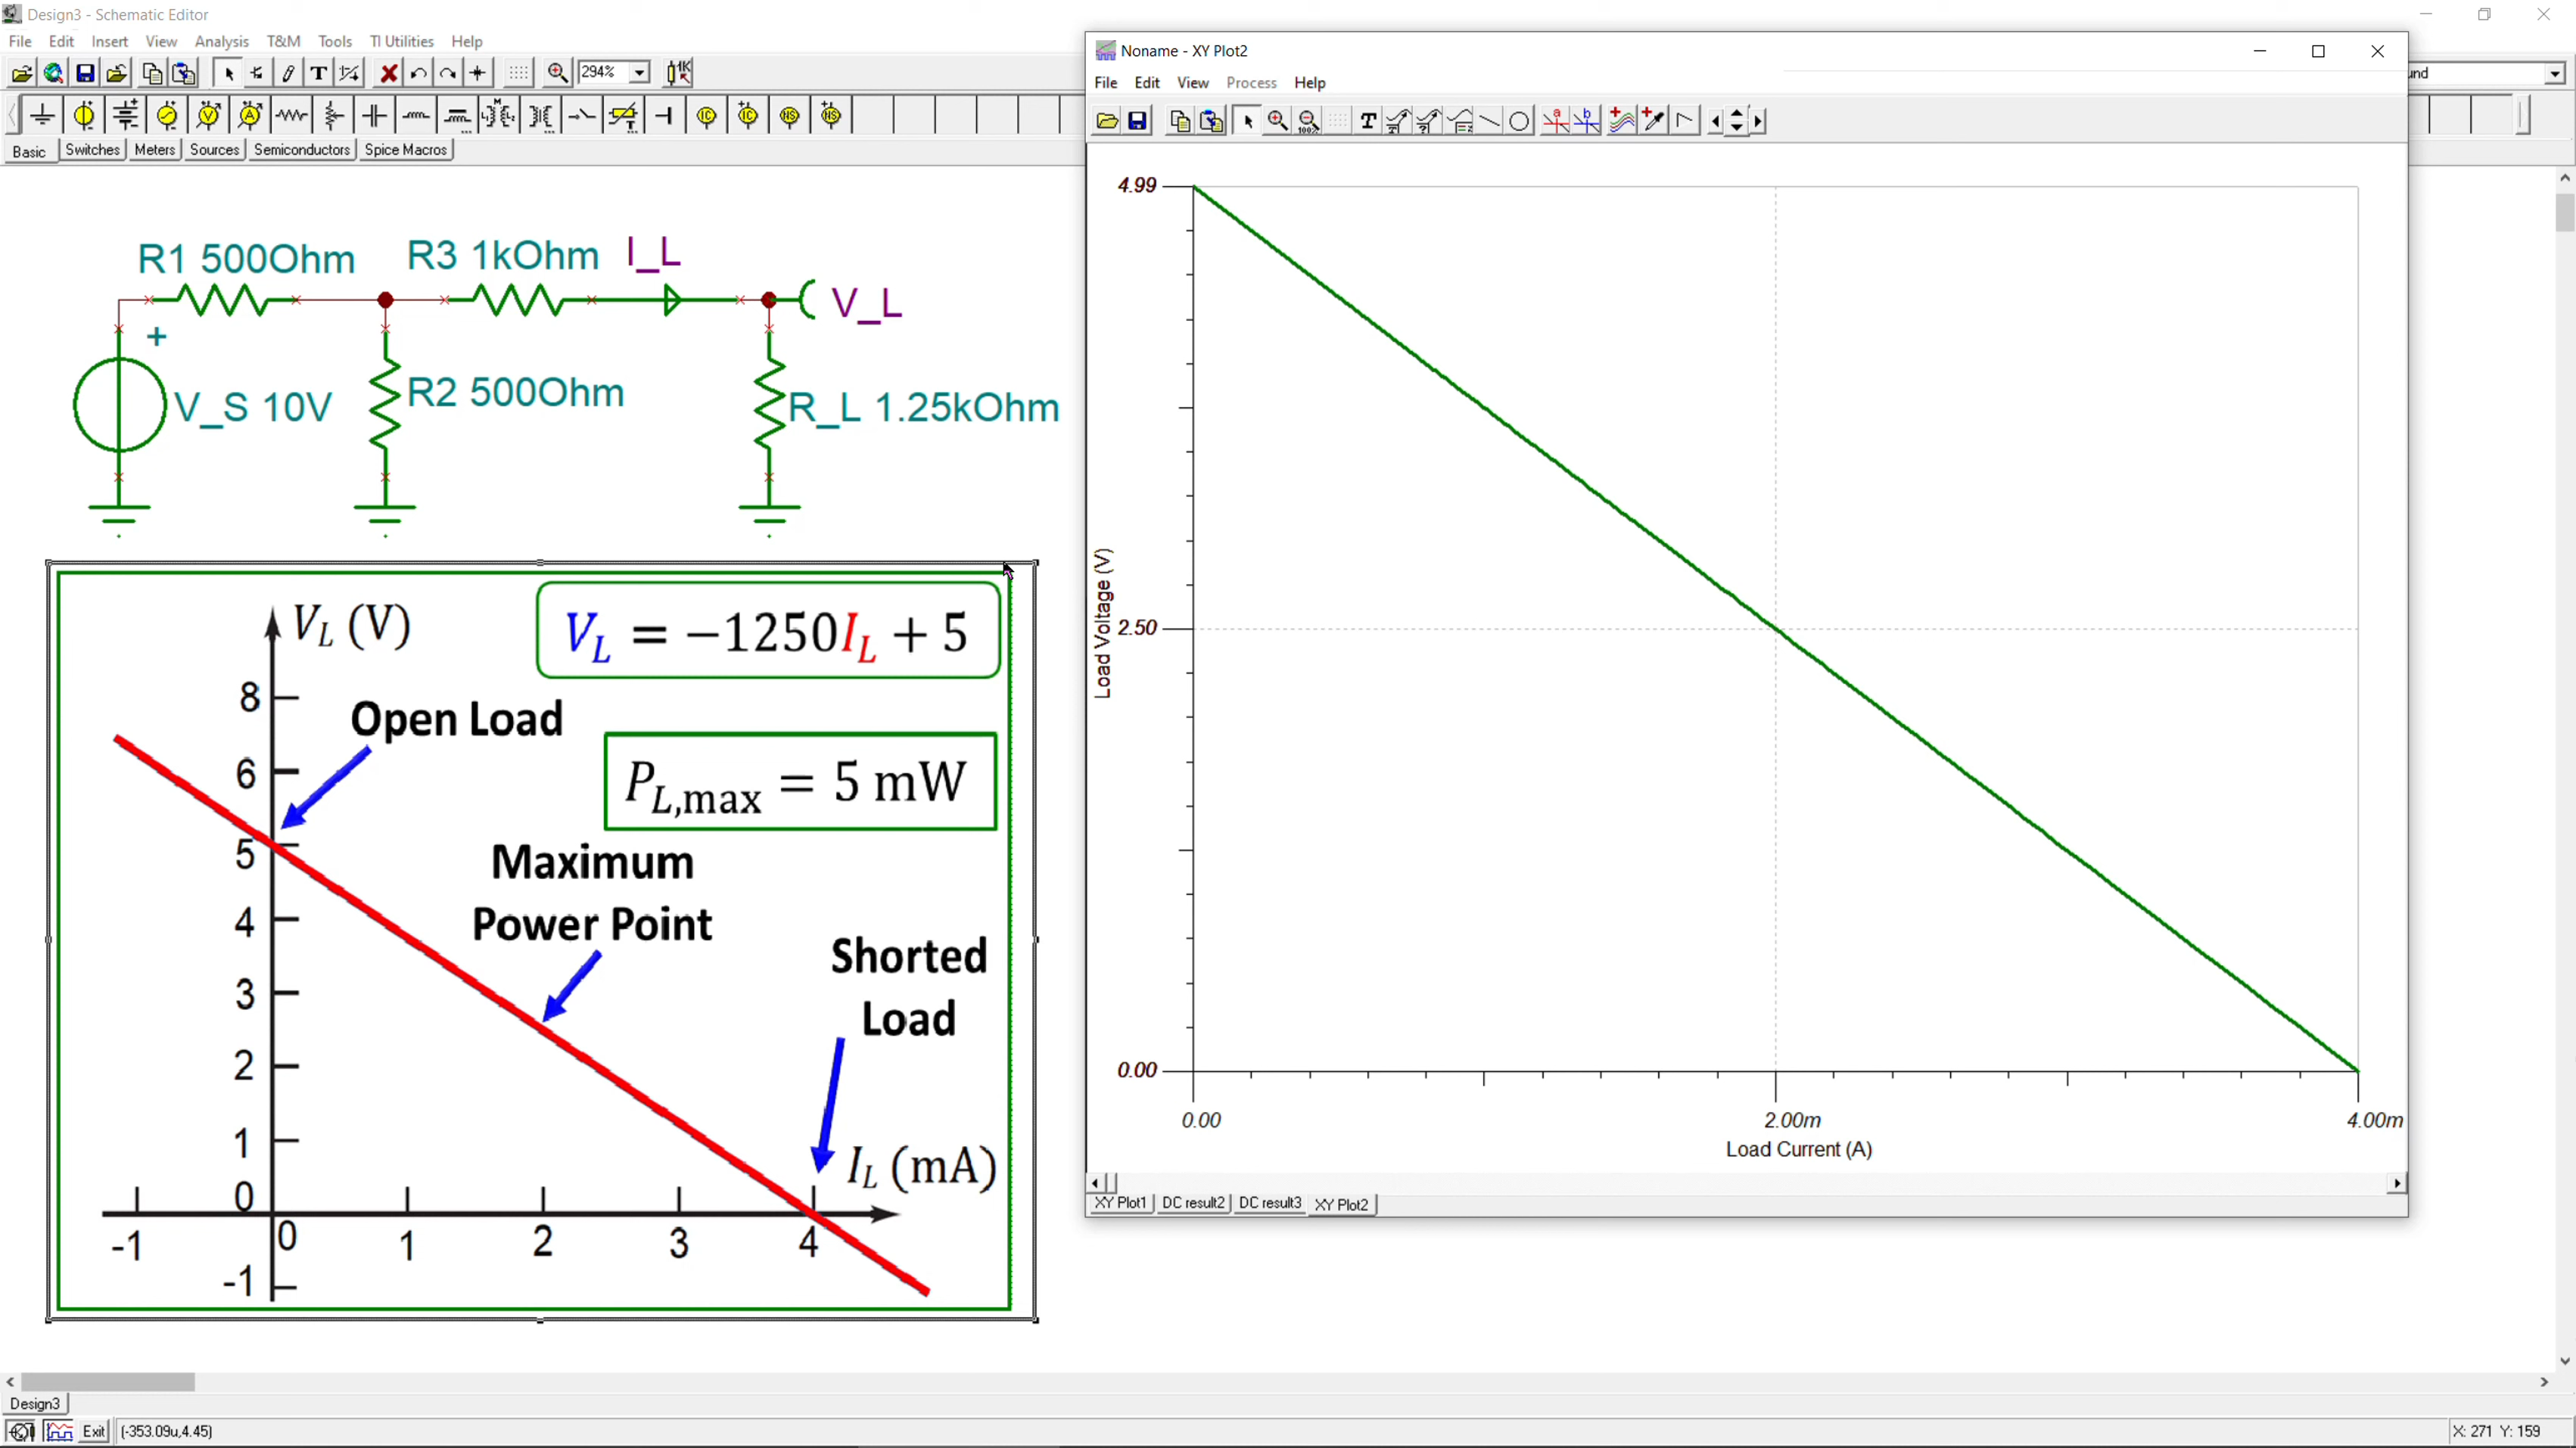 Design3 - Schematic Editor
File Edit Insert View Analysis T&M Tools TI Utilities Help
294%
Basic Switches Meters Sources Semiconductors Spice Macros
R1 500Ohm
R3 1kOhm
I_L
V_L
+
V_S 10V
R2 500Ohm
R_L 1.25kOhm
V_L (V)
V_L = −1250I_L + 5
Open Load
P_L,max = 5 mW
Maximum
Power Point
Shorted
Load
I_L (mA)
8
6
5
4
3
2
1
0
-1
-1 0 1 2 3 4
Noname - XY Plot2
File Edit View Process Help
4.99
2.50
0.00
Load Voltage (V)
0.00 2.00m 4.00m
Load Current (A)
XY Plot1 DC result2 DC result3 XY Plot2
Design3
Exit (-353.09u,4.45)
X: 271 Y: 159